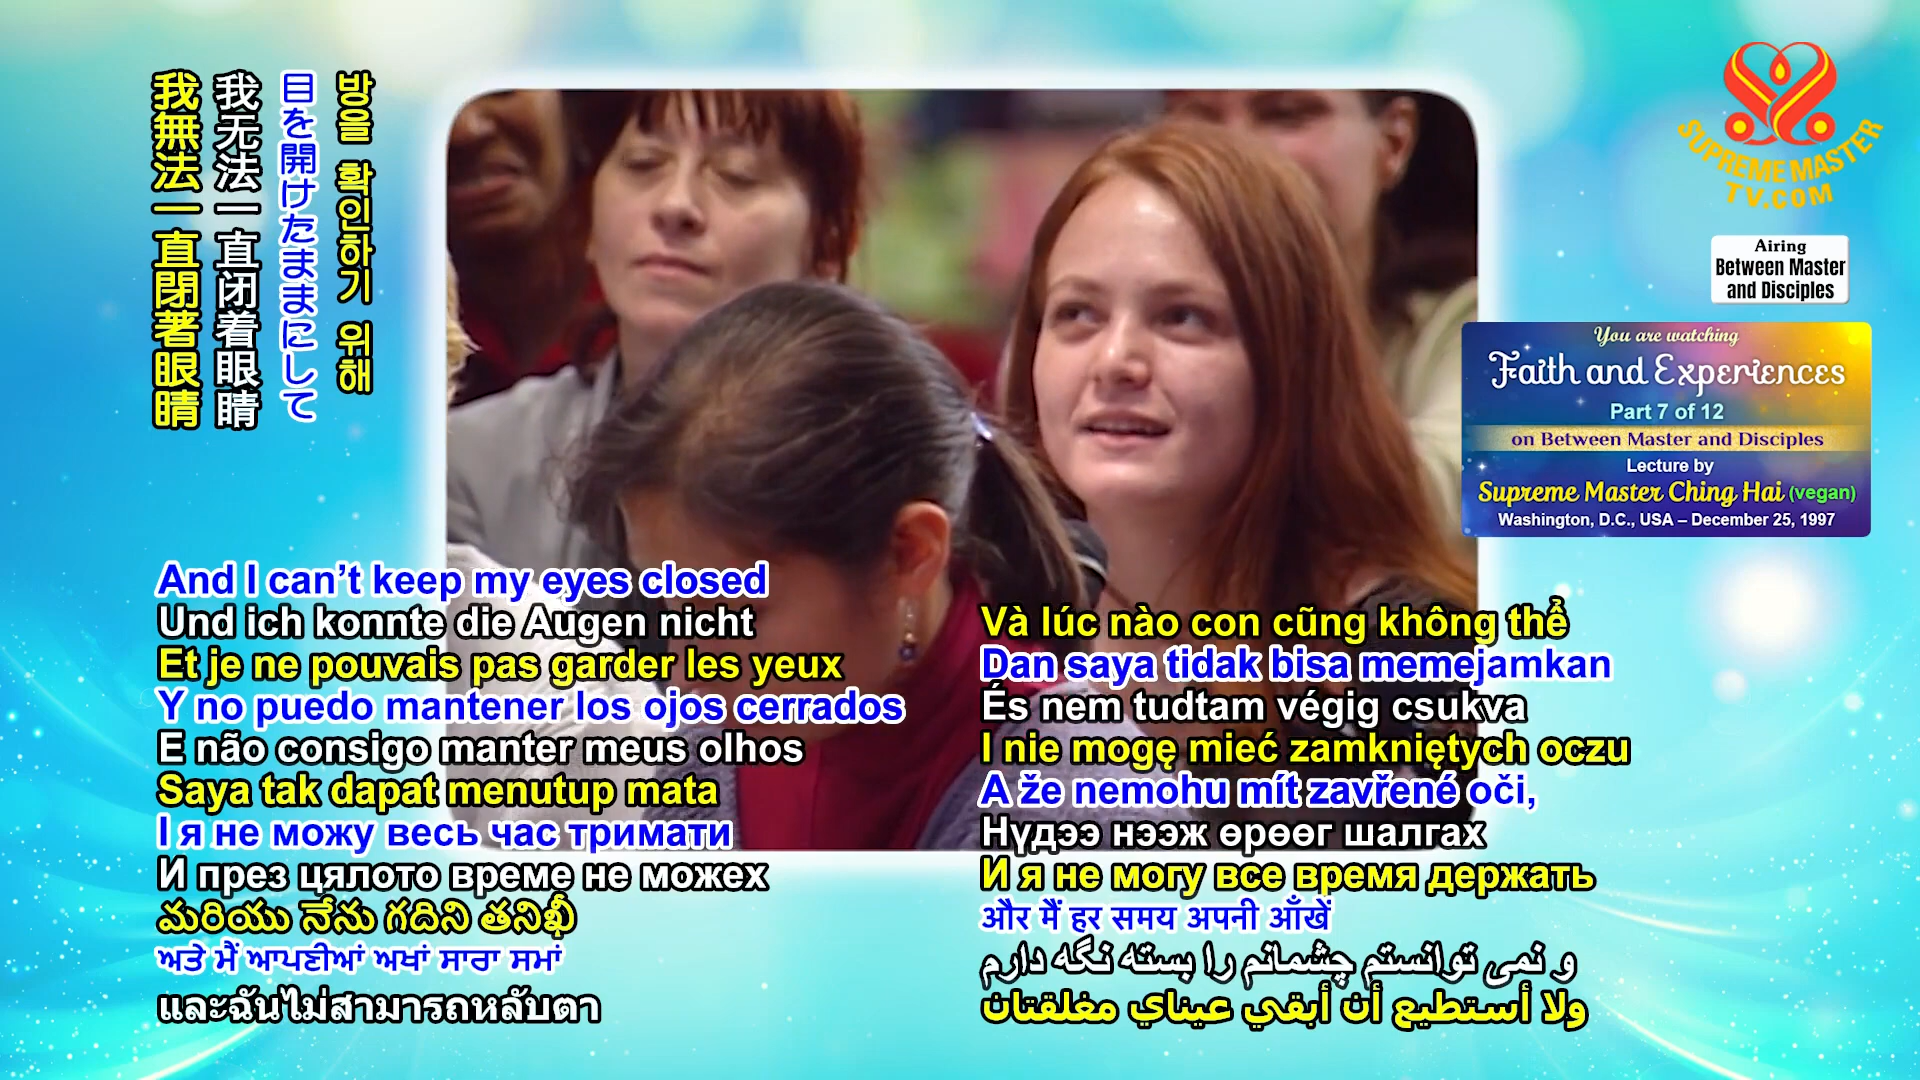 我無法一直閉著眼睛
我无法一直闭着眼睛
目を開けたままにして
방을 확인하기 위해
SUPREME MASTER
TV.COM
Airing
Between Master
and Disciples
You are watching
Faith and Experiences
Part 7 of 12
on Between Master and Disciples
Lecture by
Supreme Master Ching Hai (vegan)
Washington, D.C., USA – December 25, 1997
And I can’t keep my eyes closed
Und ich konnte die Augen nicht
Et je ne pouvais pas garder les yeux
Y no puedo mantener los ojos cerrados
E não consigo manter meus olhos
Saya tak dapat menutup mata
І я не можу весь час тримати
И през цялото време не можех
మరియు నేను గదిని తనిఖీ
ਅਤੇ ਮੈਂ ਆਪਣੀਆਂ ਅਖਾਂ ਸਾਰਾ ਸਮਾਂ
และฉันไม่สามารถหลับตา
Và lúc nào con cũng không thể
Dan saya tidak bisa memejamkan
És nem tudtam végig csukva
I nie mogę mieć zamkniętych oczu
A že nemohu mít zavřené oči,
Нүдээ нээж өрөөг шалгах
И я не могу все время держать
और मैं हर समय अपनी आँखें
و نمی توانستم چشمانم را بسته نگه دارم
ولا أستطيع أن أبقي عيناي مغلقتان